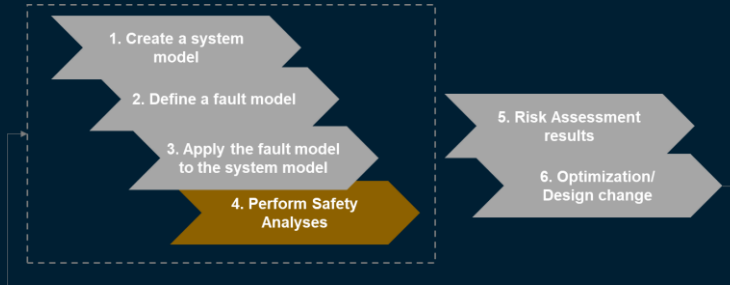 1. Create a system
model
2. Define a fault model
3. Apply the fault model
to the system model
4. Perform Safety
Analyses
5. Risk Assessment
results
6. Optimization/
Design change